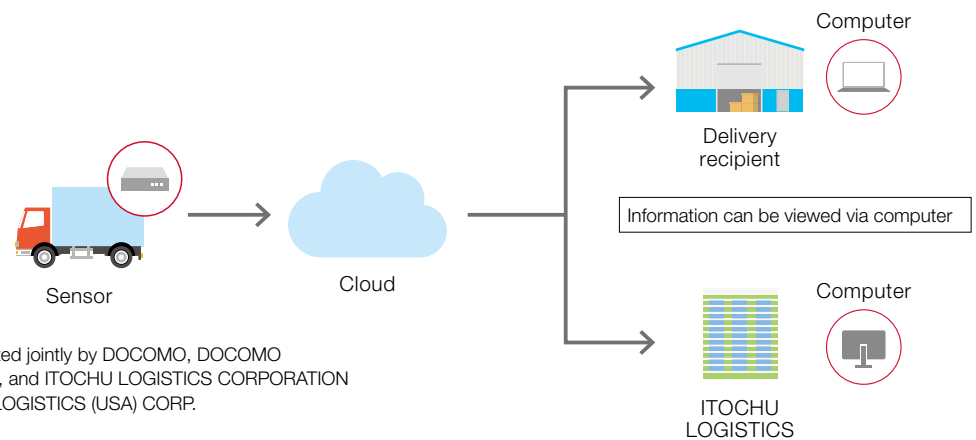 Computer
Delivery
recipient
Information can be viewed via computer
Sensor
Cloud
Computer
jointly by DOCOMO, DOCOMO
and ITOCHU LOGISTICS CORPORATION
LOGISTICS (USA) CORP.
ITOCHU
LOGISTICS